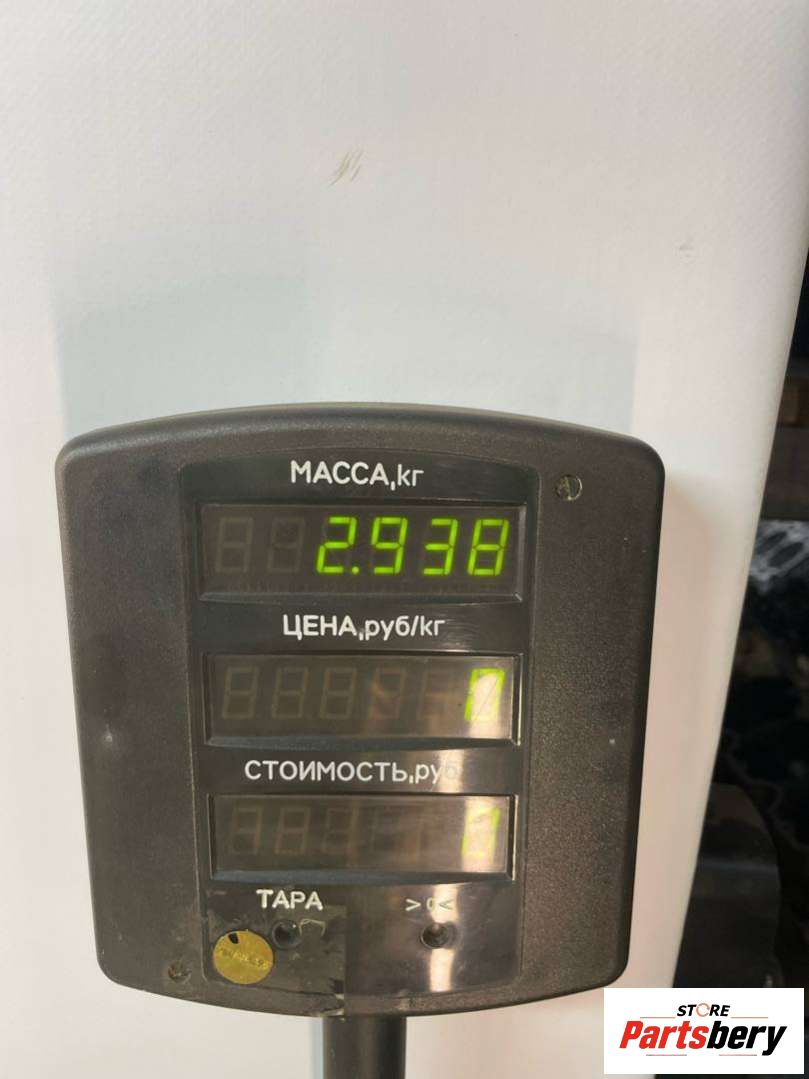 МАССА,кг
2.938
ЦЕНА,руб/кг
0
СТОИМОСТЬ,руб
0
ТАРА >0<
STORE
Partsbery